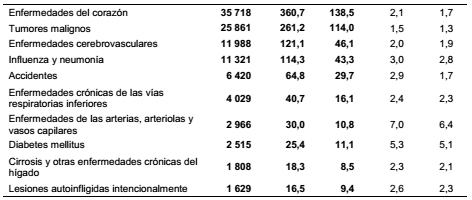 Enfermedades del corazón 35 718 360,7 138,5 2,1 1,7
Tumores malignos 25 861 261,2 114,0 1,5 1,3
Enfermedades cerebrovasculares 11 988 121,1 46,1 2,0 1,9
Influenza y neumonía 11 321 114,3 43,3 3,0 2,8
Accidentes 6 420 64,8 29,7 2,9 1,7
Enfermedades crónicas de las vías
respiratorias inferiores 4 029 40,7 16,1 2,4 2,3
Enfermedades de las arterias, arteriolas y
vasos capilares 2 966 30,0 10,8 7,0 6,4
Diabetes mellitus 2 515 25,4 11,1 5,3 5,1
Cirrosis y otras enfermedades crónicas del
hígado 1 808 18,3 8,5 2,3 2,1
Lesiones autoinfligidas intencionalmente 1 629 16,5 9,4 2,6 2,3